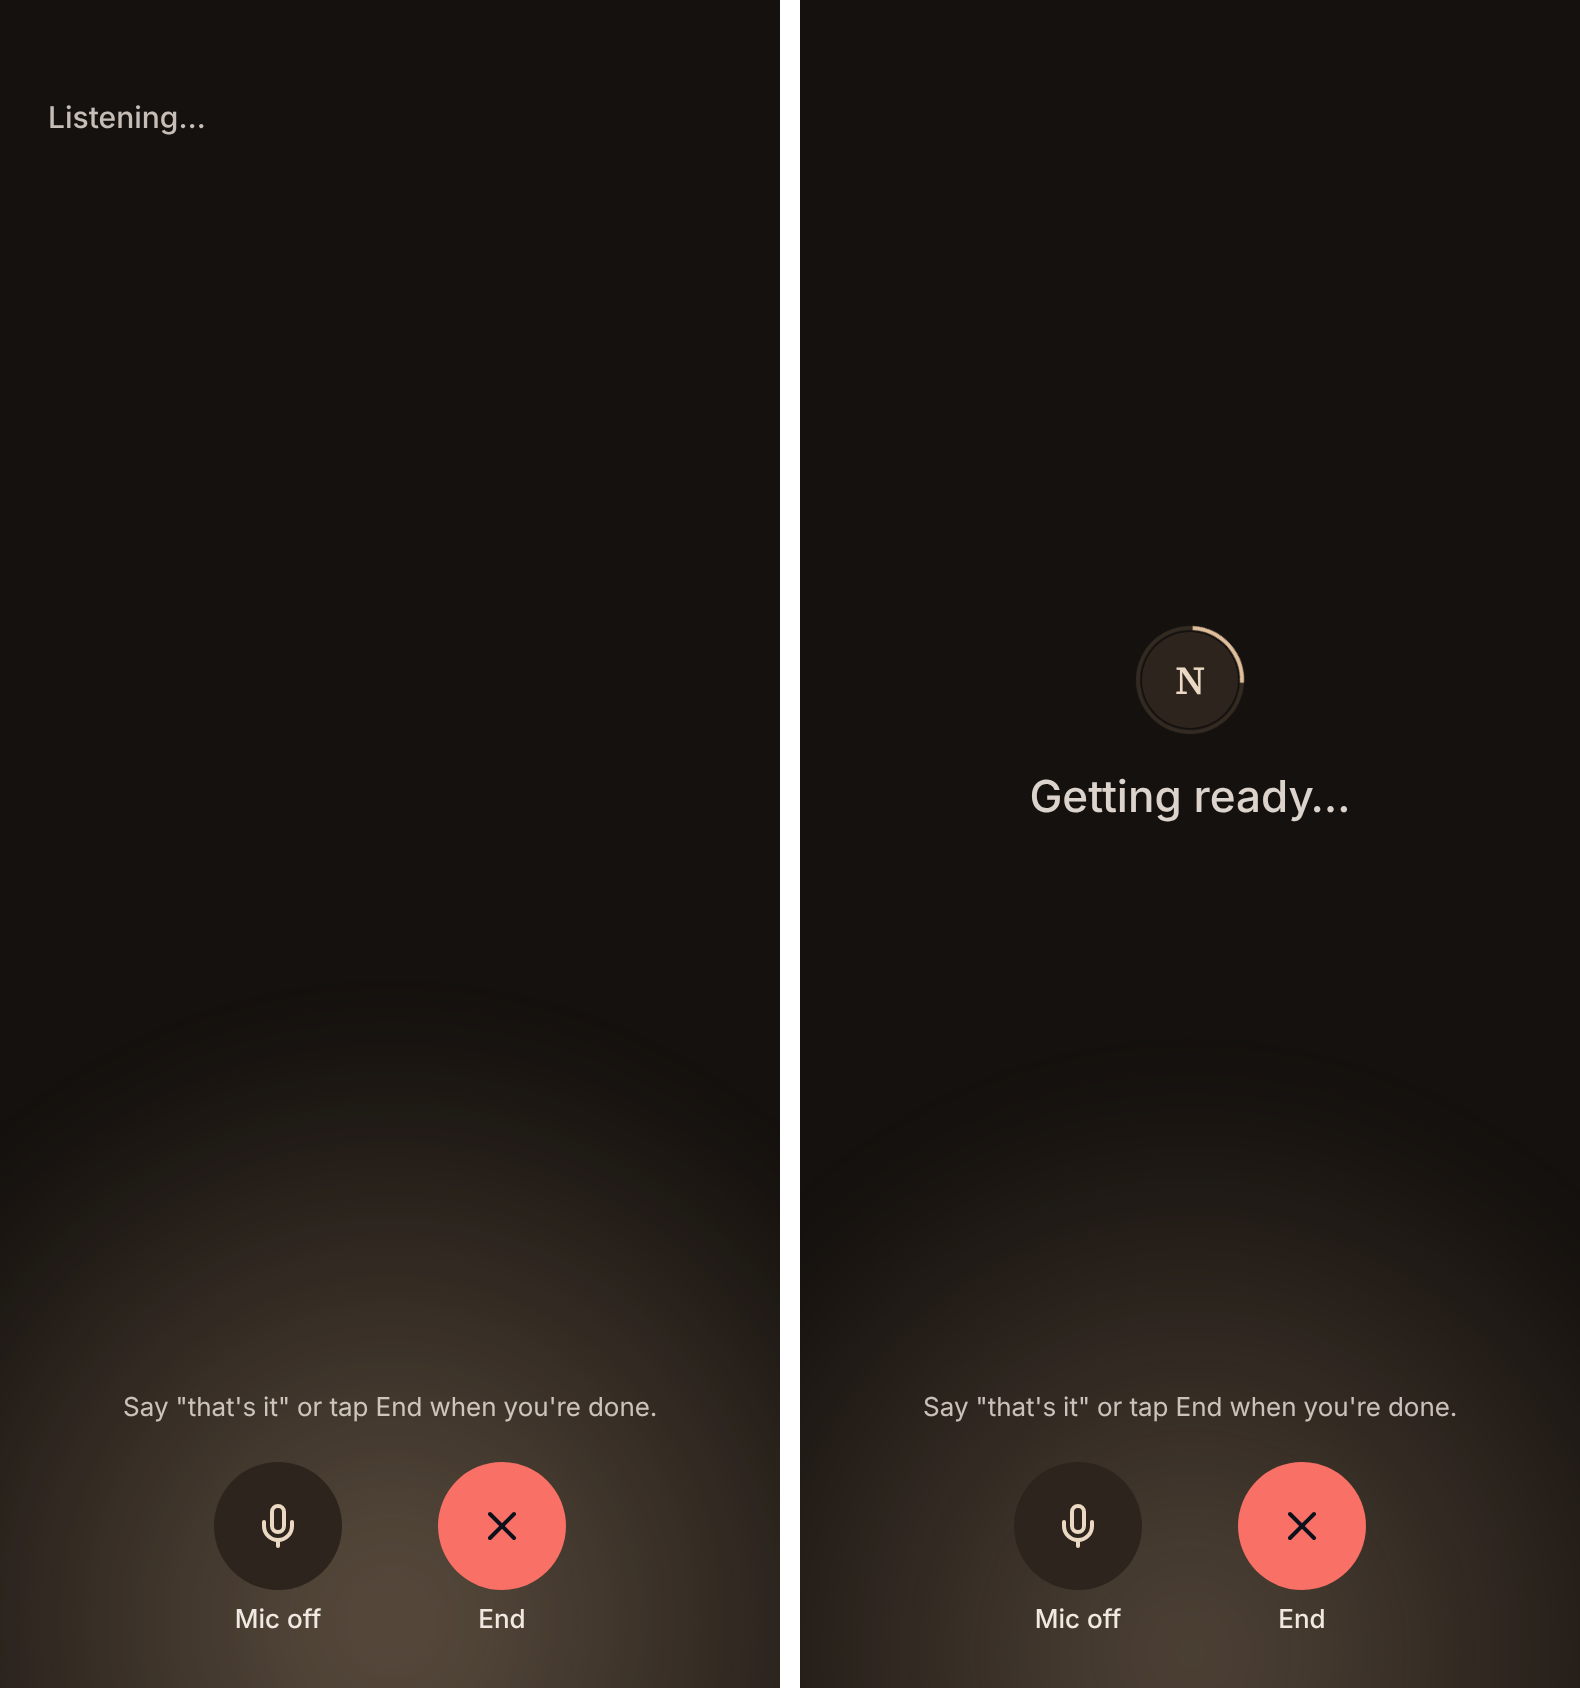 Listening...
Say "that's it" or tap End when you're done.
Mic off
End
N
Getting ready...
Say "that's it" or tap End when you're done.
Mic off
End